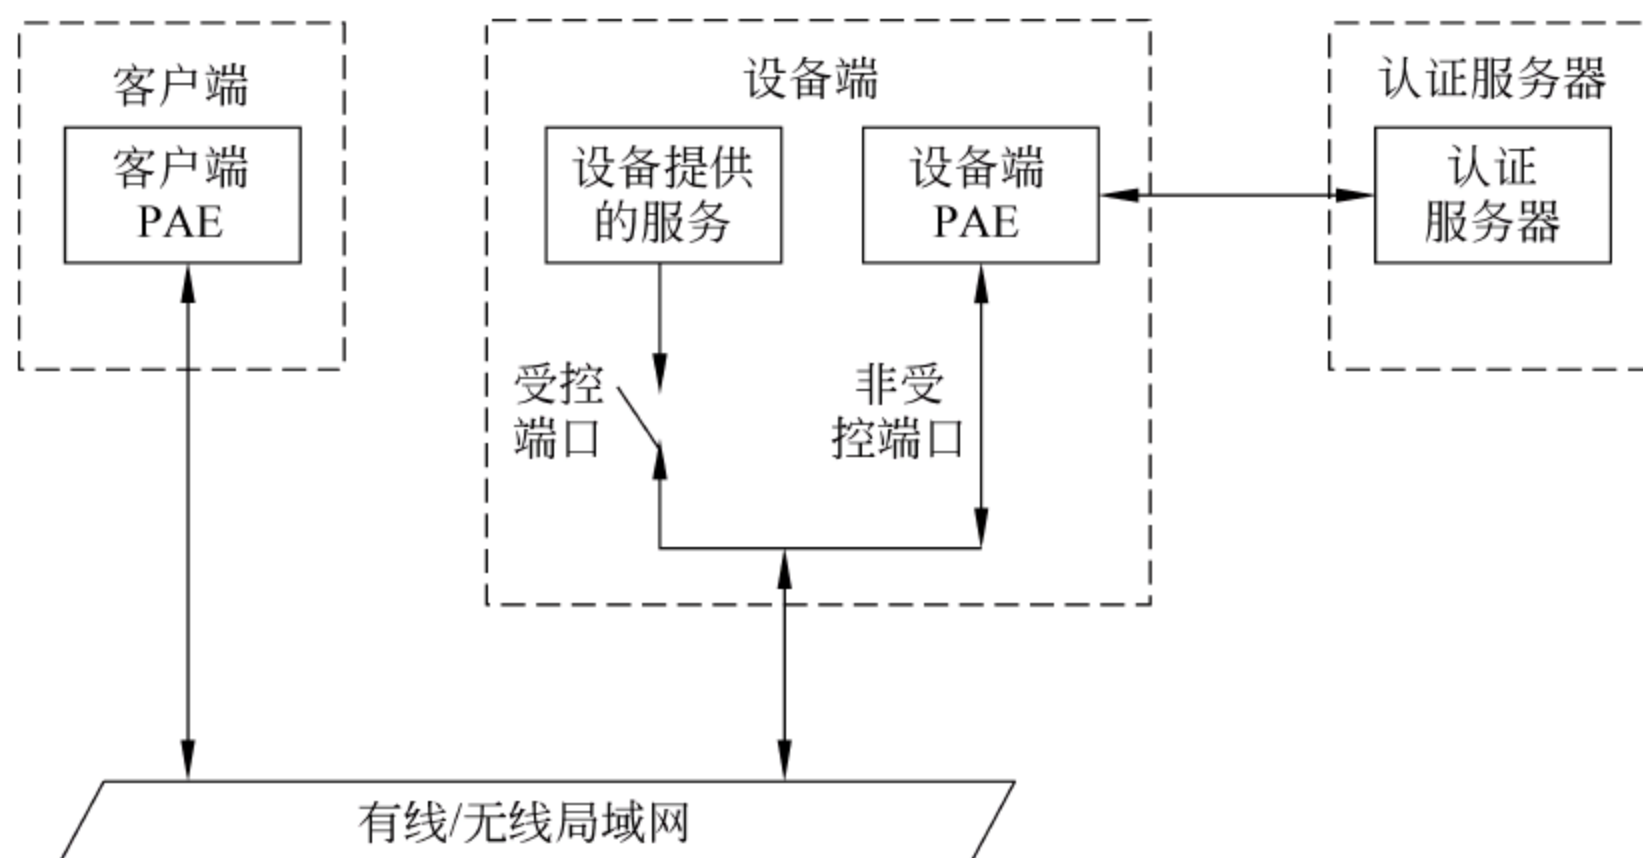 客户端
客户端
PAE
设备端
设备提供
的服务
设备端
PAE
受控
端口
非受
控端口
认证服务器
认证
服务器
有线/无线局域网